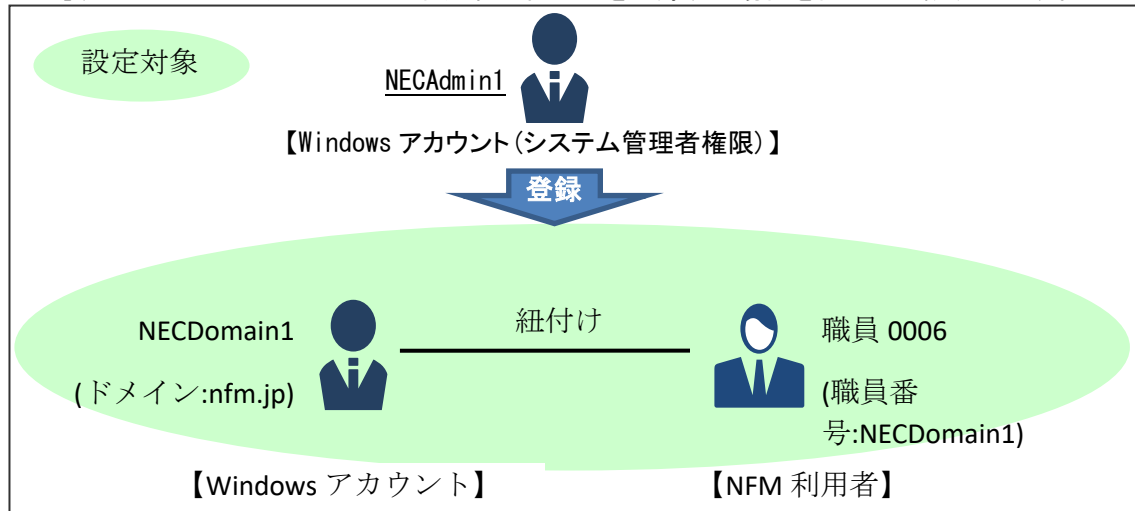 設定対象
NECAdmin1
【Windows アカウント(システム管理者権限)】
登録
NECDomain1
紐付け
職員 0006
(ドメイン:nfm.jp)
(職員番
号:NECDomain1)
【Windows アカウント】
【NFM 利用者】